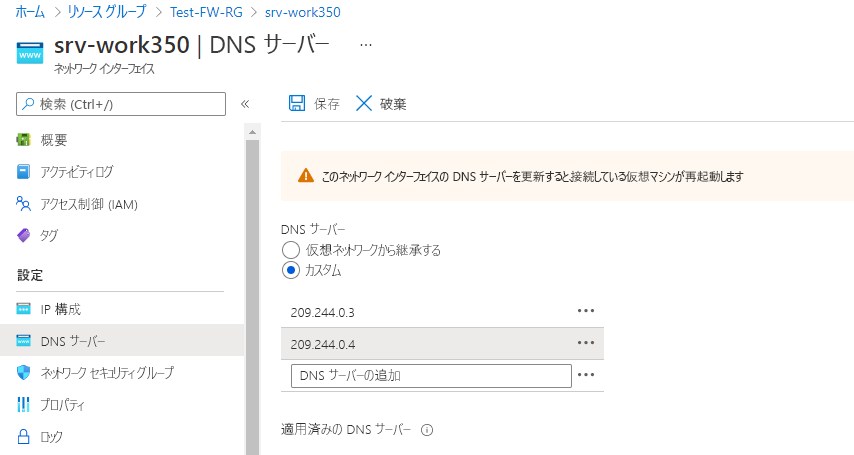 ホーム > リソース グループ > Test-FW-RG > srv-work350
srv-work350 | DNS サーバー ...
ネットワーク インターフェイス
検索 (Ctrl+/)
«
保存
破棄
概要
アクティビティ ログ
アクセス制御 (IAM)
タグ
設定
IP 構成
DNS サーバー
ネットワーク セキュリティ グループ
プロパティ
ロック
このネットワーク インターフェイスの DNS サーバーを更新すると接続している仮想マシンが再起動します
DNS サーバー
仮想ネットワークから継承する
カスタム
209.244.0.3 ...
209.244.0.4 ...
DNS サーバーの追加 ...
適用済みの DNS サーバー